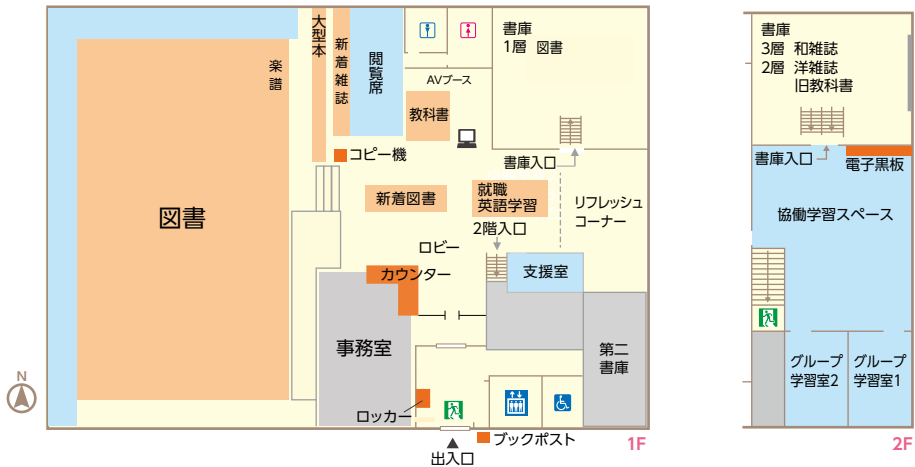 大型本
新着雑誌
閲覧席
楽譜
書庫
1層 図書
AVブース
教科書
コピー機
書庫入口
図書
新着図書
就職
英語学習
リフレッシュ
コーナー
2階入口
ロビー
カウンター
支援室
事務室
第二
書庫
ロッカー
ブックポスト
出入口
N
1F
書庫
3層 和雑誌
2層 洋雑誌
旧教科書
書庫入口
電子黒板
協働学習スペース
グループ
学習室2
グループ
学習室1
2F